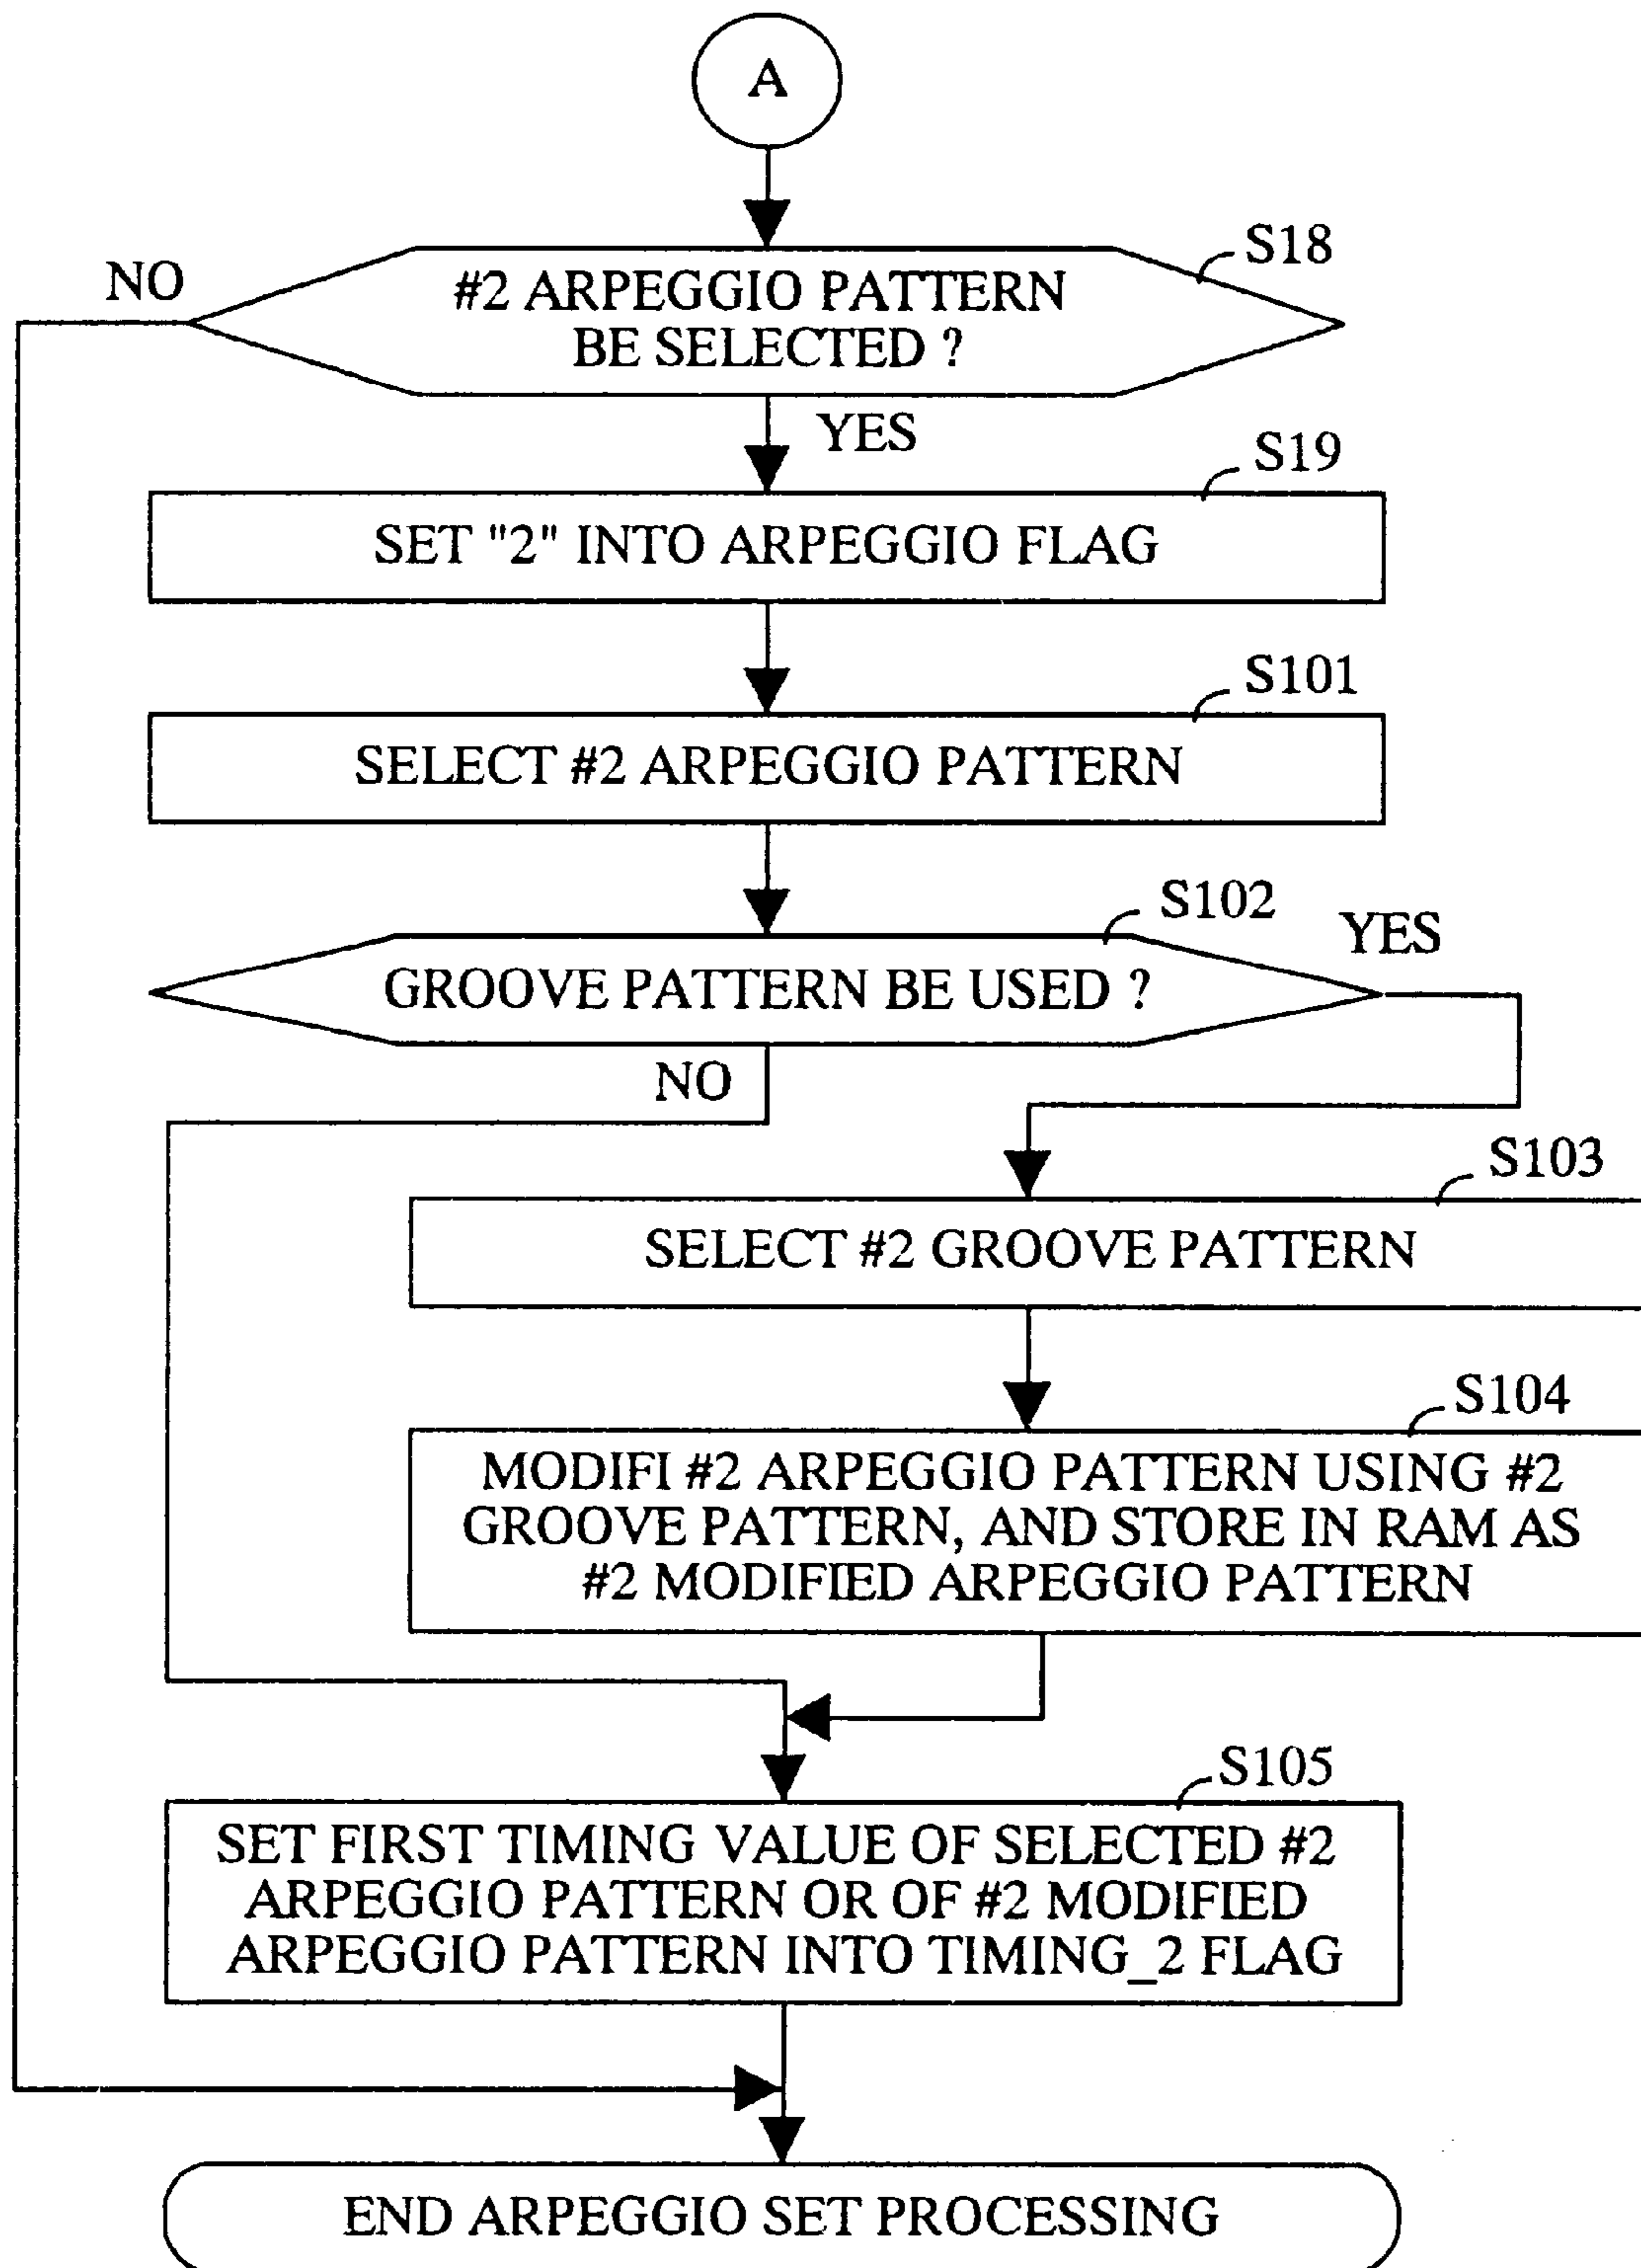 A
S18
NO
#2 ARPEGGIO PATTERN
BE SELECTED ?
YES
S19
SET "2" INTO ARPEGGIO FLAG
S101
SELECT #2 ARPEGGIO PATTERN
S102
YES
GROOVE PATTERN BE USED ?
NO
S103
SELECT #2 GROOVE PATTERN
S104
MODIFI #2 ARPEGGIO PATTERN USING #2
GROOVE PATTERN, AND STORE IN RAM AS
#2 MODIFIED ARPEGGIO PATTERN
S105
SET FIRST TIMING VALUE OF SELECTED #2
ARPEGGIO PATTERN OR OF #2 MODIFIED
ARPEGGIO PATTERN INTO TIMING_2 FLAG
END ARPEGGIO SET PROCESSING